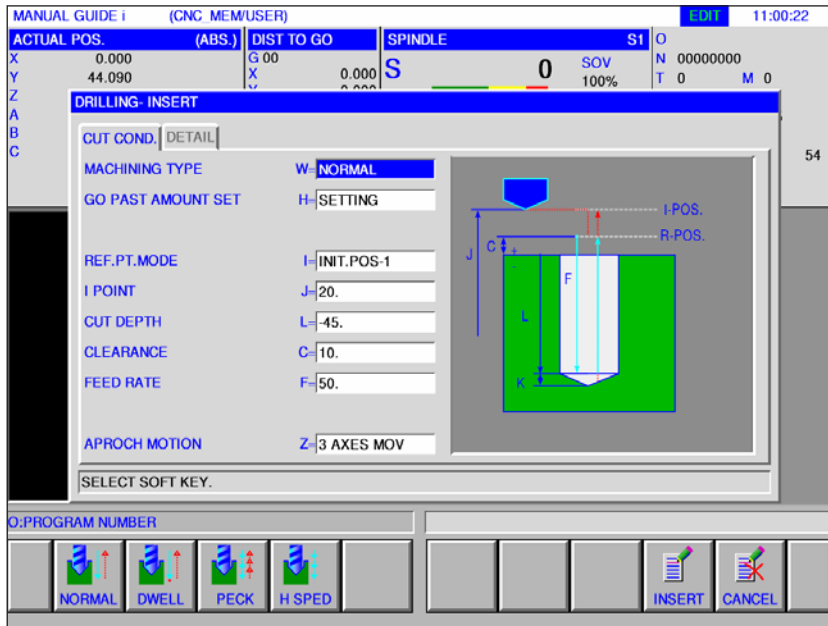 MANUAL GUIDE i (CNC_MEM/USER) EDIT 11:00:22
ACTUAL POS. (ABS.) DIST TO GO SPINDLE S1 O
X 0.000 G 00 N 00000000
Y 44.090 X 0.000 S 0 SOV 100% T 0 M 0
Z
A
B
C 54
DRILLING- INSERT
CUT COND. DETAIL
MACHINING TYPE W=NORMAL
GO PAST AMOUNT SET H=SETTING
REF.PT.MODE I=INIT.POS-1
I POINT J=20.
CUT DEPTH L=-45.
CLEARANCE C=10.
FEED RATE F=50.
APROCH MOTION Z=3 AXES MOV
I-POS.
R-POS.
J
C
+
-
F
L
K
SELECT SOFT KEY.
O:PROGRAM NUMBER
NORMAL DWELL PECK H SPED INSERT CANCEL